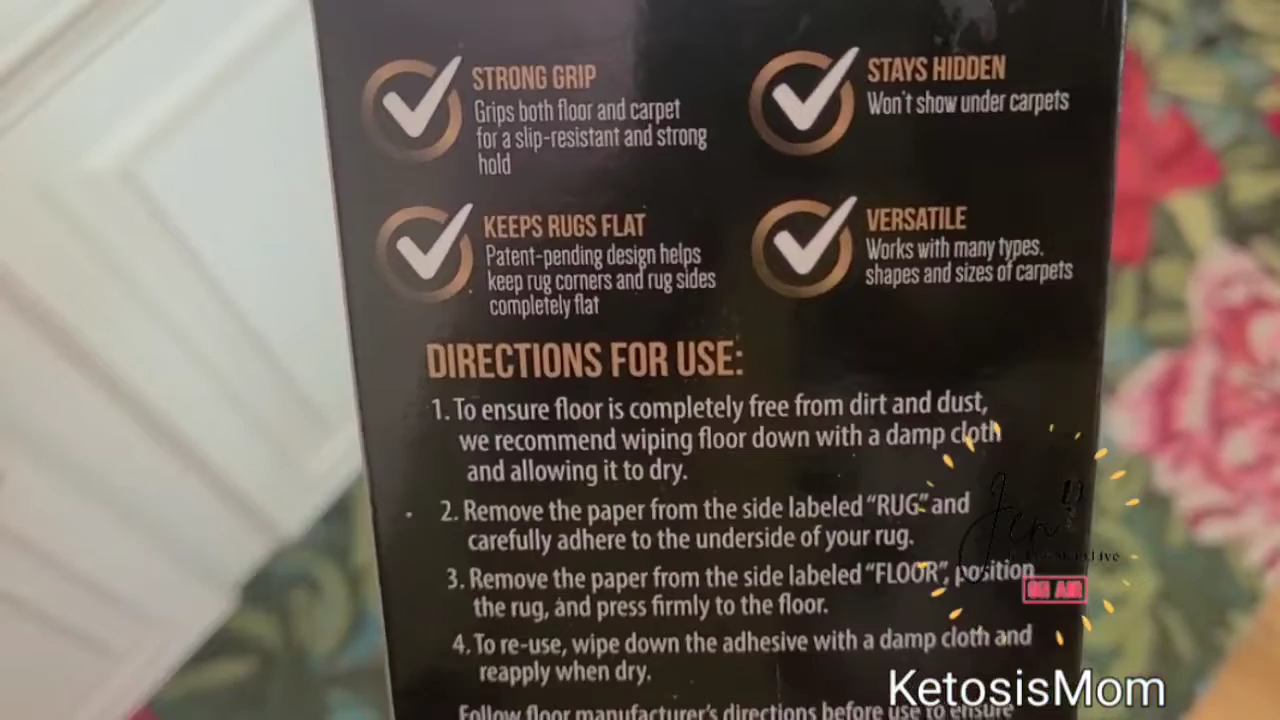 STRONG GRIP
Grips both floor and carpet
for a slip-resistant and strong
hold
STAYS HIDDEN
Won't show under carpets
KEEPS RUGS FLAT
Patent-pending design helps
keep rug corners and rug sides
completely flat
VERSATILE
Works with many types.
shapes and sizes of carpets
DIRECTIONS FOR USE:
1. To ensure floor is completely free from dirt and dust,
we recommend wiping floor down with a damp cloth
and allowing it to dry.
2. Remove the paper from the side labeled “RUG” and
carefully adhere to the underside of your rug.
3. Remove the paper from the side labeled “FLOOR”, position
the rug, and press firmly to the floor.
4. To re-use, wipe down the adhesive with a damp cloth and
reapply when dry.
Follow floor manufacturer's directions before use to ensure
Jen
ON AIR
KetosisMom